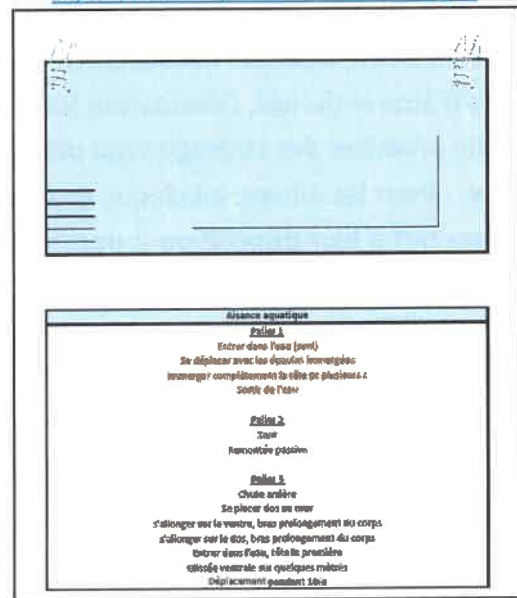 Aisance aquatique
Palier 1
Entrer dans l'eau (seul)
Se déplacer avec les épaules immergées
Immerger complètement la tête
Sortir de l'eau
Palier 2
Saut
Remontée passive
Palier 3
Chute arrière
Se placer dos au mur
s'allonger sur le ventre, bras prolongement du corps
s'allonger sur le dos, bras prolongement du corps
Entrer dans l'eau, tête la première
Glissée ventrale sur quelques mètres
Déplacement pendant